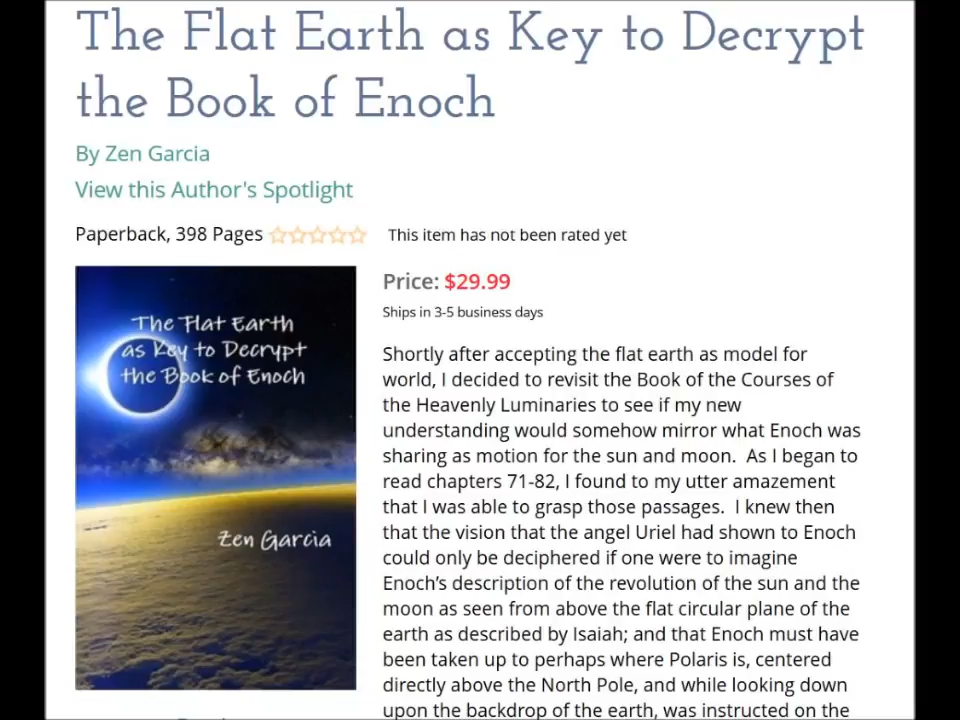 The Flat Earth as Key to Decrypt
the Book of Enoch
By Zen Garcia
View this Author's Spotlight
Paperback, 398 Pages
This item has not been rated yet
The Flat Earth
as Key to Decrypt
the Book of Enoch
Zen Garcia
Price: $29.99
Ships in 3-5 business days
Shortly after accepting the flat earth as model for
world, I decided to revisit the Book of the Courses of
the Heavenly Luminaries to see if my new
understanding would somehow mirror what Enoch was
sharing as motion for the sun and moon.  As I began to
read chapters 71-82, I found to my utter amazement
that I was able to grasp those passages.  I knew then
that the vision that the angel Uriel had shown to Enoch
could only be deciphered if one were to imagine
Enoch’s description of the revolution of the sun and the
moon as seen from above the flat circular plane of the
earth as described by Isaiah; and that Enoch must have
been taken up to perhaps where Polaris is, centered
directly above the North Pole, and while looking down
upon the backdrop of the earth, was instructed on the